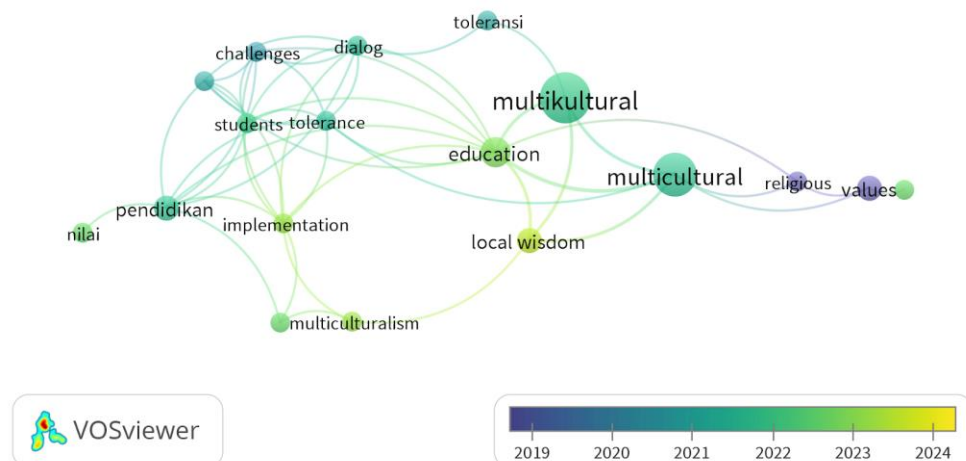 toleransi
challenges
dialog
multikultural
students
tolerance
education
multicultural
religious
values
pendidikan
implementation
nilai
local wisdom
multiculturalism
VOSviewer
2019
2020
2021
2022
2023
2024